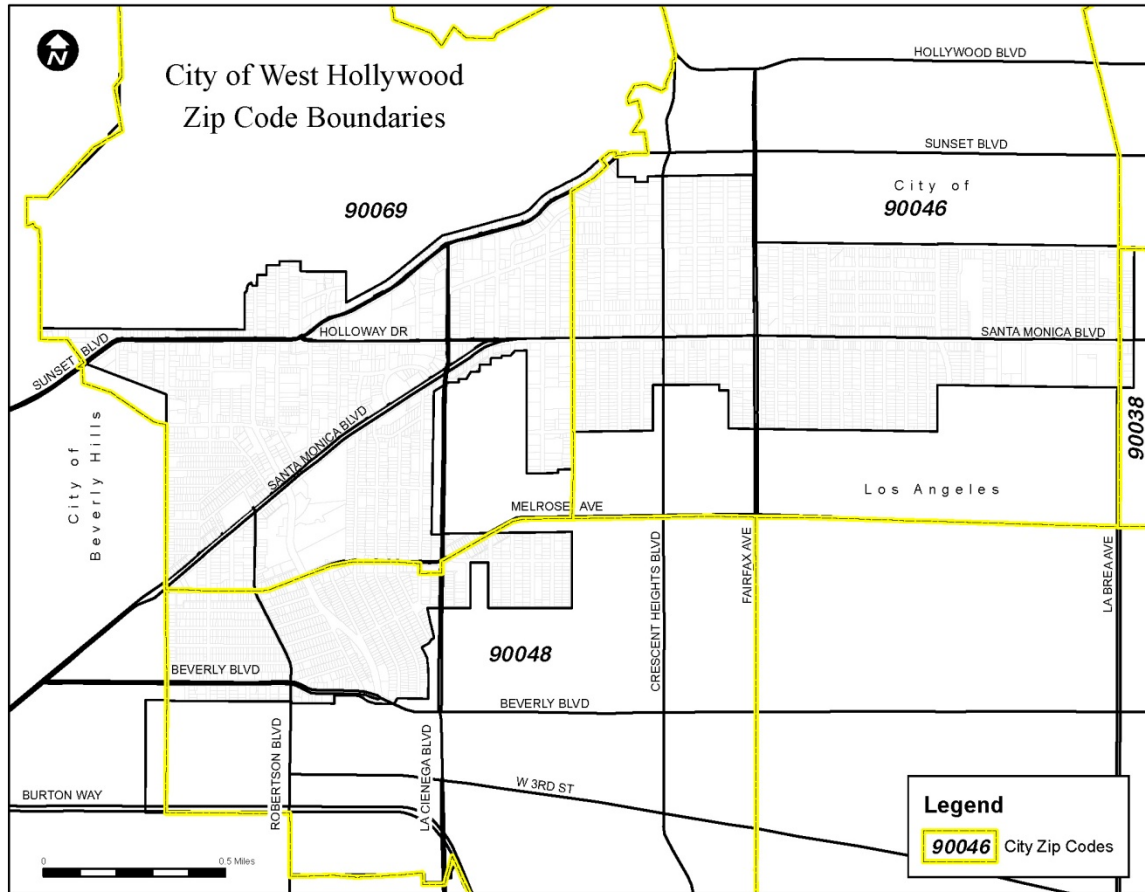 N
City of West Hollywood
Zip Code Boundaries
HOLLYWOOD BLVD
SUNSET BLVD
City of
90046
90069
SANTA MONICA BLVD
HOLLOWAY DR
SUNSET BLVD
City of
Beverly Hills
SANTA MONICA BLVD
90038
Los Angeles
MELROSE AVE
CRESCENT HEIGHTS BLVD
FAIRFAX AVE
LA BREA AVE
90048
BEVERLY BLVD
BEVERLY BLVD
ROBERTSON BLVD
LA CIENEGA BLVD
W 3RD ST
BURTON WAY
0 0.5 Miles
Legend
90046 City Zip Codes